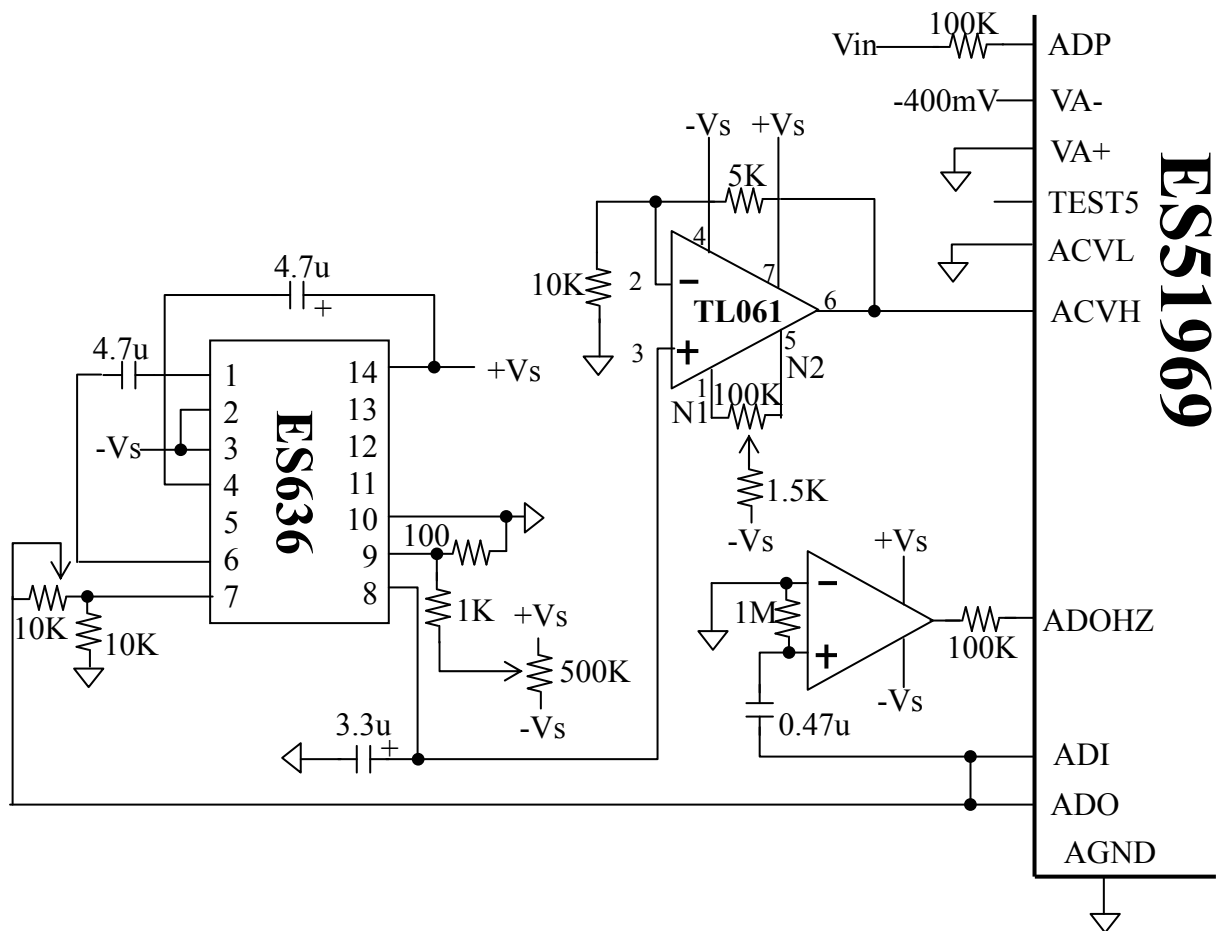 100K
Vin
ADP
-400mV
VA-
-Vs
+Vs
VA+
5K
TEST5
4
ACVL
4.7u
+
10K
2
7
TL061
6
ACVH
4.7u
3
5
N2
1
14
+Vs
1
100K
N1
2
13
-Vs
3
12
4
11
1.5K
5
10
-Vs
100
+Vs
6
9
7
8
1K
1M
ADOHZ
10K
10K
+Vs
100K
500K
-Vs
-Vs
3.3u
+
0.47u
ADI
ADO
AGND
ES636
ES51969